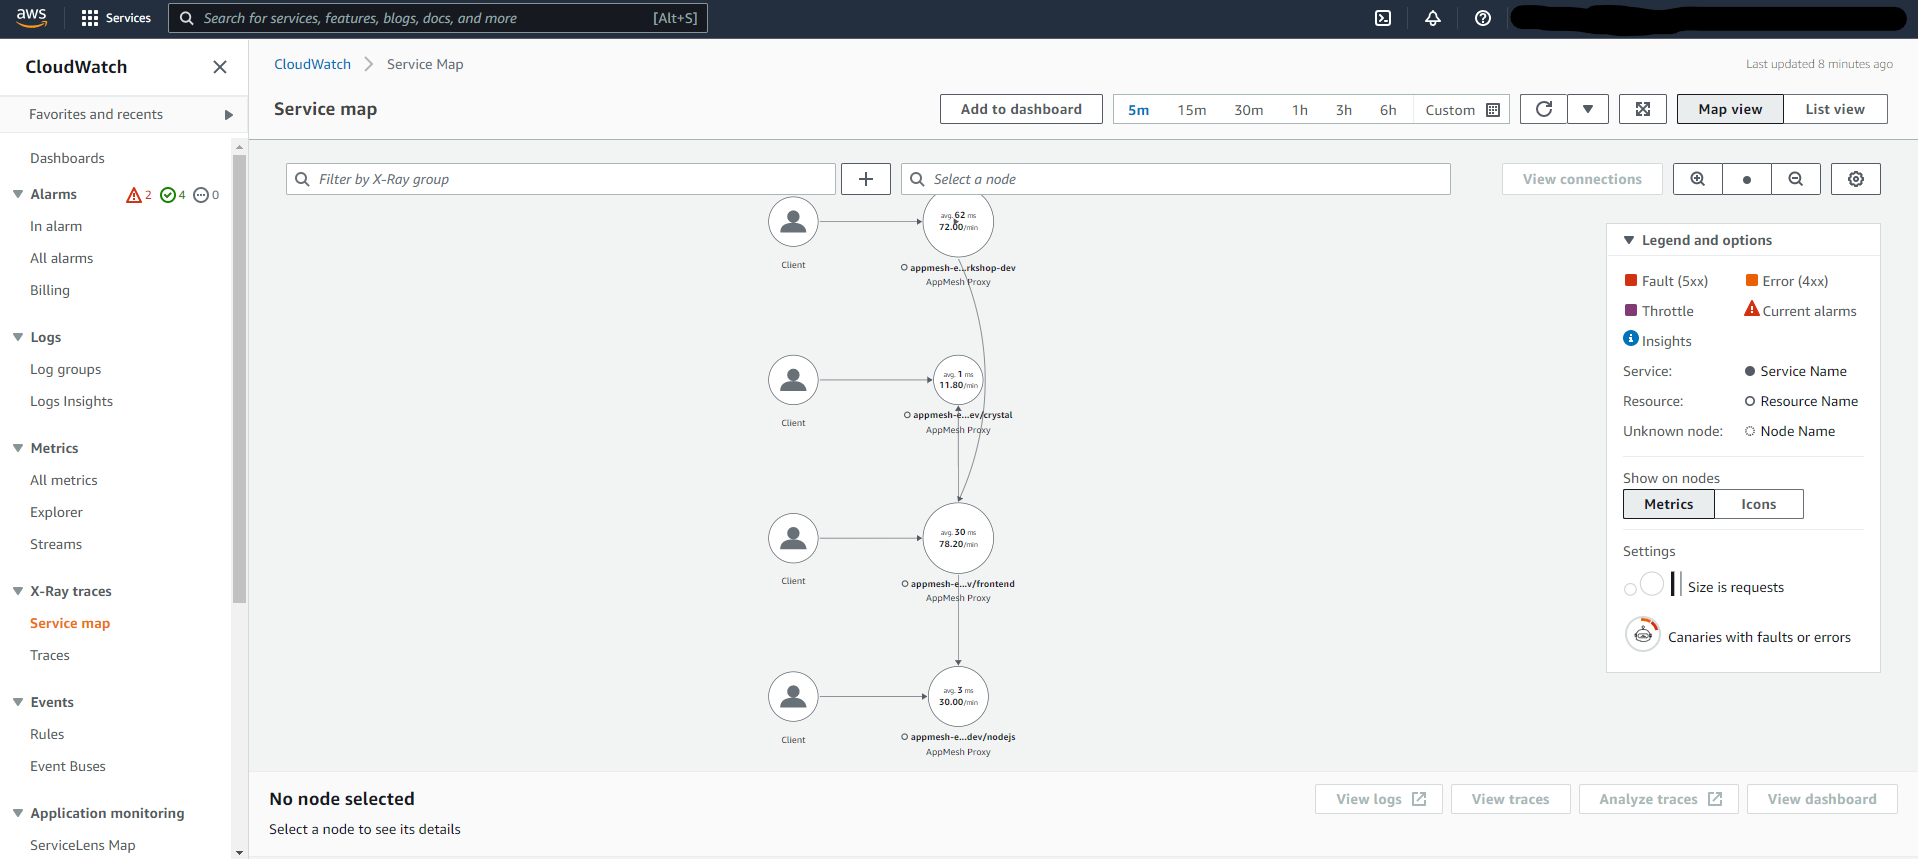 aws
Services
Search for services, features, blogs, docs, and more
[Alt+S]
CloudWatch
Favorites and recents
Dashboards
Alarms
2
4
0
In alarm
All alarms
Billing
Logs
Log groups
Logs Insights
Metrics
All metrics
Explorer
Streams
X-Ray traces
Service map
Traces
Events
Rules
Event Buses
Application monitoring
ServiceLens Map
CloudWatch
Service Map
Last updated 8 minutes ago
Service map
Add to dashboard
5m
15m
30m
1h
3h
6h
Custom
Map view
List view
Filter by X-Ray group
Select a node
View connections
Client
avg. 62 ms
72.00/min
appmesh-e...rkshop-dev
AppMesh Proxy
Client
avg. 1 ms
11.80/min
appmesh-e...ev/crystal
AppMesh Proxy
Client
avg. 30 ms
78.20/min
appmesh-e...v/frontend
AppMesh Proxy
Client
avg. 3 ms
30.00/min
appmesh-e...dev/nodejs
AppMesh Proxy
Legend and options
Fault (5xx)
Error (4xx)
Throttle
Current alarms
Insights
Service:
Service Name
Resource:
Resource Name
Unknown node:
Node Name
Show on nodes
Metrics
Icons
Settings
Size is requests
Canaries with faults or errors
No node selected
Select a node to see its details
View logs
View traces
Analyze traces
View dashboard